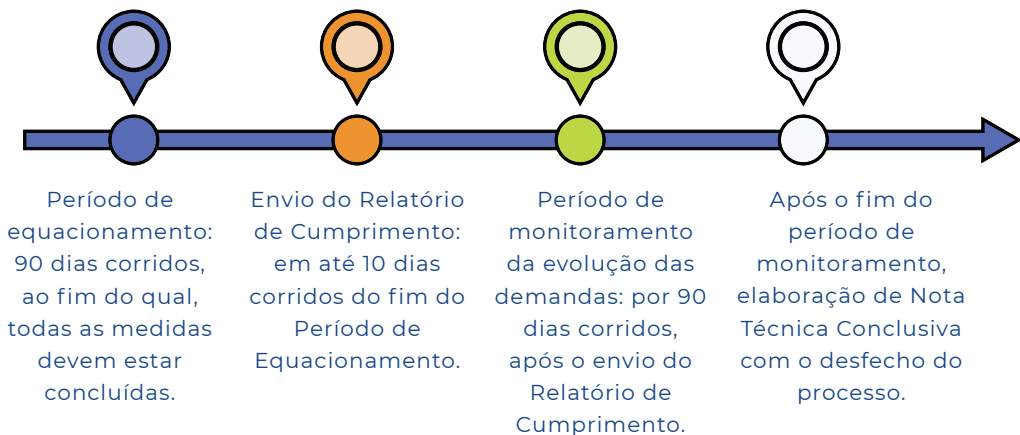 Período de
equacionamento:
90 dias corridos,
ao fim do qual,
todas as medidas
devem estar
concluídas.
Envio do Relatório
de Cumprimento:
em até 10 dias
corridos do fim do
Período de
Equacionamento.
Período de
monitoramento
da evolução das
demandas: por 90
dias corridos,
após o envio do
Relatório de
Cumprimento.
Após o fim do
período de
monitoramento,
elaboração de Nota
Técnica Conclusiva
com o desfecho do
processo.